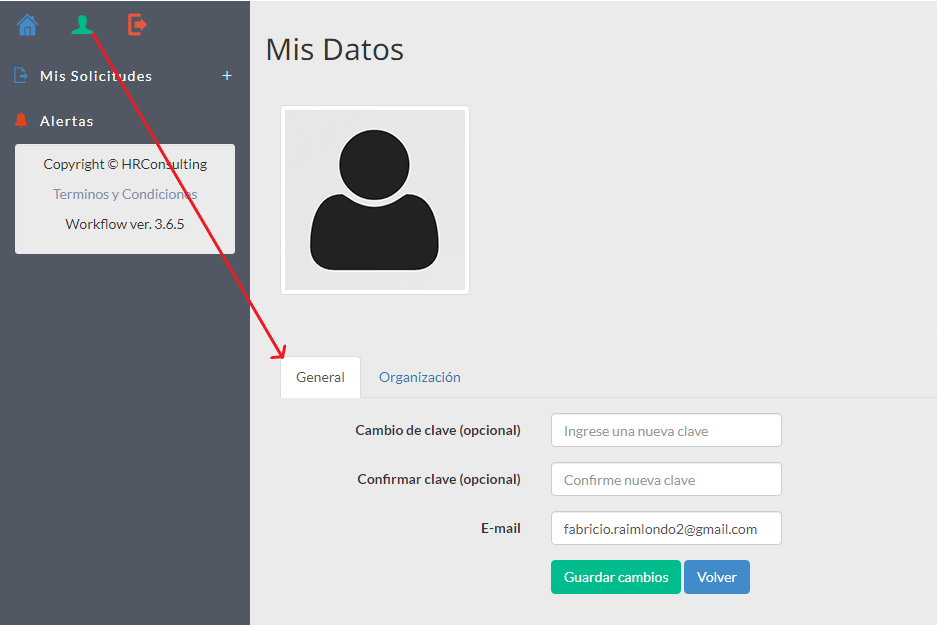 Mis Solicitudes +
Alertas
Copyright © HRConsulting
Terminos y Condiciones
Workflow ver. 3.6.5
Mis Datos
General Organización
Cambio de clave (opcional) Ingrese una nueva clave
Confirmar clave (opcional) Confirme nueva clave
E-mail fabricio.raimlondo2@gmail.com
Guardar cambios Volver